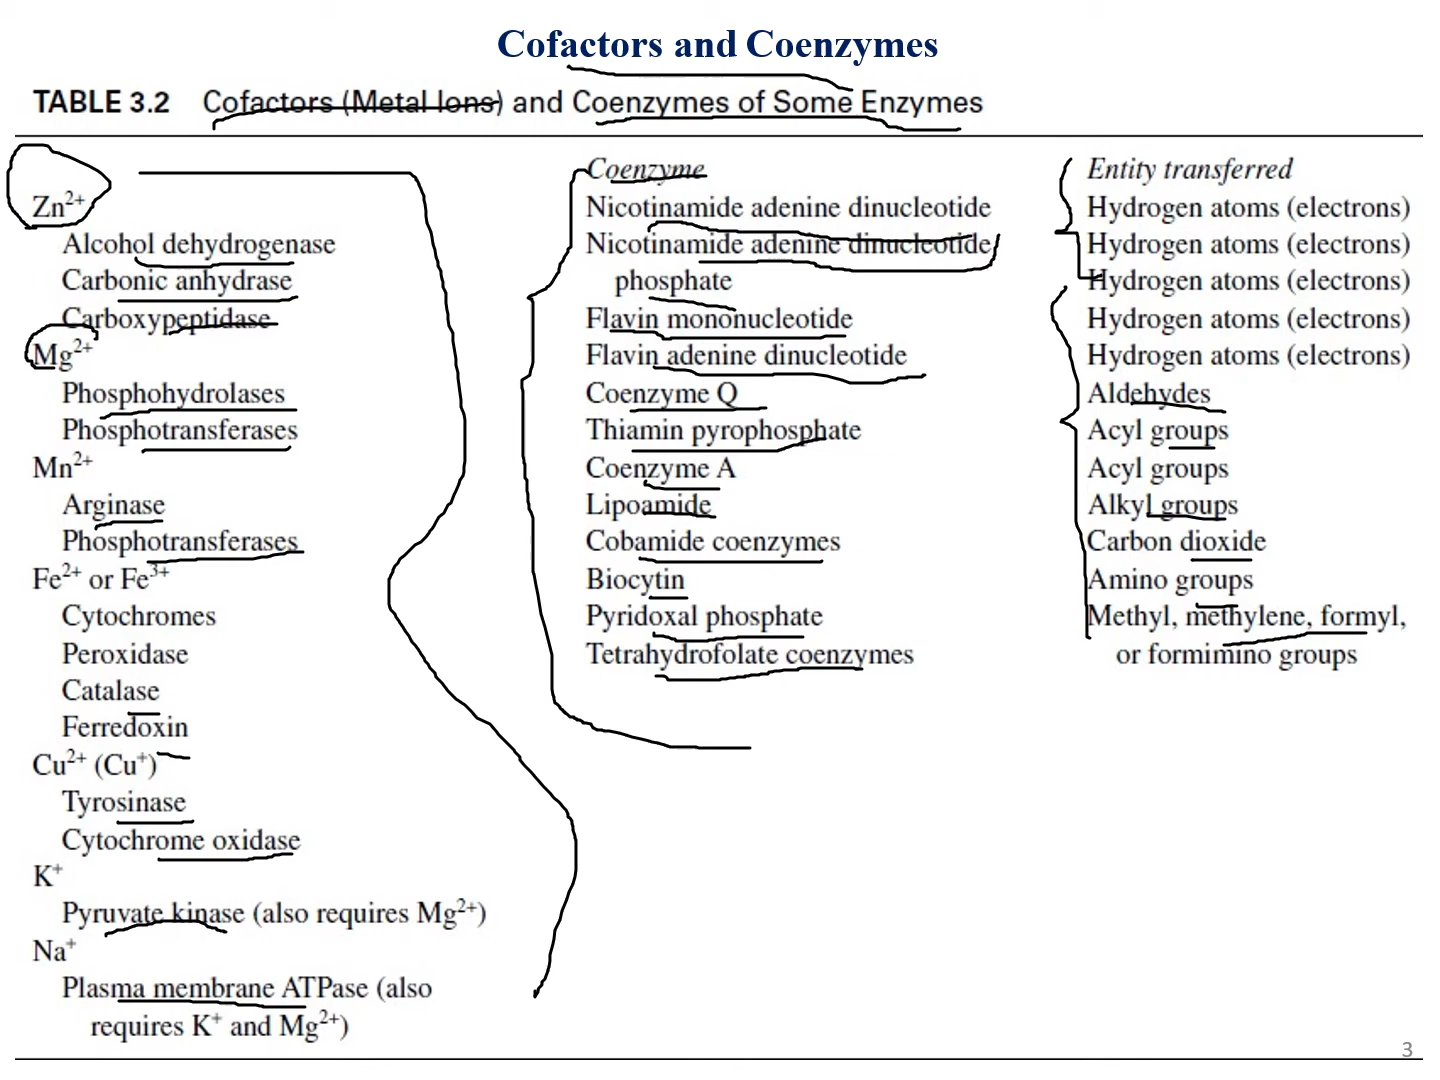 Cofactors and Coenzymes
TABLE 3.2 Cofactors (Metal Ions) and Coenzymes of Some Enzymes
Zn2+
Alcohol dehydrogenase
Carbonic anhydrase
Carboxypeptidase
Mg2+
Phosphohydrolases
Phosphotransferases
Mn2+
Arginase
Phosphotransferases
Fe2+ or Fe3+
Cytochromes
Peroxidase
Catalase
Ferredoxin
Cu2+ (Cu+)
Tyrosinase
Cytochrome oxidase
K+
Pyruvate kinase (also requires Mg2+)
Na+
Plasma membrane ATPase (also
requires K+ and Mg2+)
Coenzyme
Nicotinamide adenine dinucleotide
Nicotinamide adenine dinucleotide
phosphate
Flavin mononucleotide
Flavin adenine dinucleotide
Coenzyme Q
Thiamin pyrophosphate
Coenzyme A
Lipoamide
Cobamide coenzymes
Biocytin
Pyridoxal phosphate
Tetrahydrofolate coenzymes
Entity transferred
Hydrogen atoms (electrons)
Hydrogen atoms (electrons)
Hydrogen atoms (electrons)
Hydrogen atoms (electrons)
Hydrogen atoms (electrons)
Aldehydes
Acyl groups
Acyl groups
Alkyl groups
Carbon dioxide
Amino groups
Methyl, methylene, formyl,
or formimino groups
3